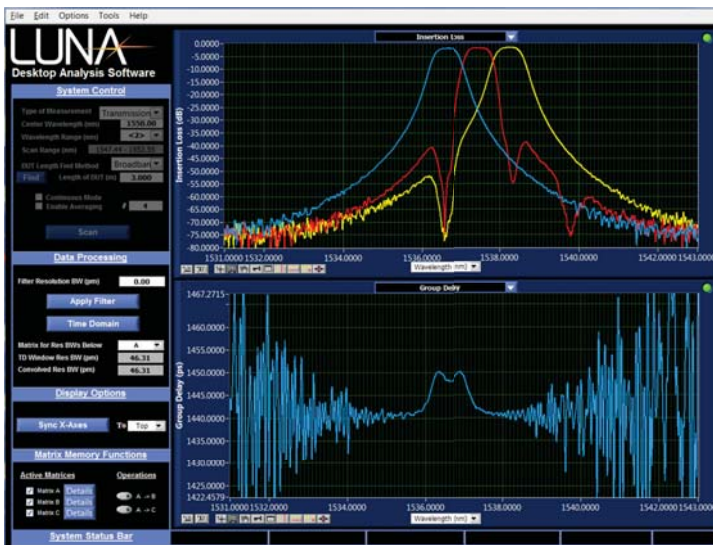 File Edit Options Tools Help
LUNA
Desktop Analysis Software
System Control
Type of Measurement Transmission
Center Wavelength (nm) 1550.00
Wavelength Range (nm) <2>
Scan Range (nm)
DUT Length Find Method Broadban
Find Length of DUT (m) 3.000
Continuous Mode
Enable Averaging # 4
Scan
Data Processing
Filter Resolution BW (pm) 0.00
Apply Filter
Time Domain
Matrix for Res BWs Below A
TD Window Res BW (pm) 46.31
Convolved Res BW (pm) 46.31
Display Options
Sync X-Axes To Top
Matrix Memory Functions
Active Matrices Operations
Matrix A Details A -> B
Matrix B Details A -> C
Matrix C Details
System Status Bar
Insertion Loss
Insertion Loss (dB)
0.0000
-5.0000
-10.0000
-15.0000
-20.0000
-25.0000
-30.0000
-35.0000
-40.0000
-45.0000
-50.0000
-55.0000
-60.0000
-65.0000
-70.0000
-75.0000
-80.0000
1531.0000 1532.0000 1534.0000 1536.0000 1538.0000 1540.0000 1542.0000 1543.0000
Wavelength (nm)
Group Delay
Group Delay (ps)
1467.2715
1460.0000
1455.0000
1450.0000
1445.0000
1440.0000
1435.0000
1430.0000
1425.0000
1422.4579
1531.0000 1532.0000 1534.0000 1536.0000 1538.0000 1540.0000 1542.0000 1543.0000
Wavelength (nm)